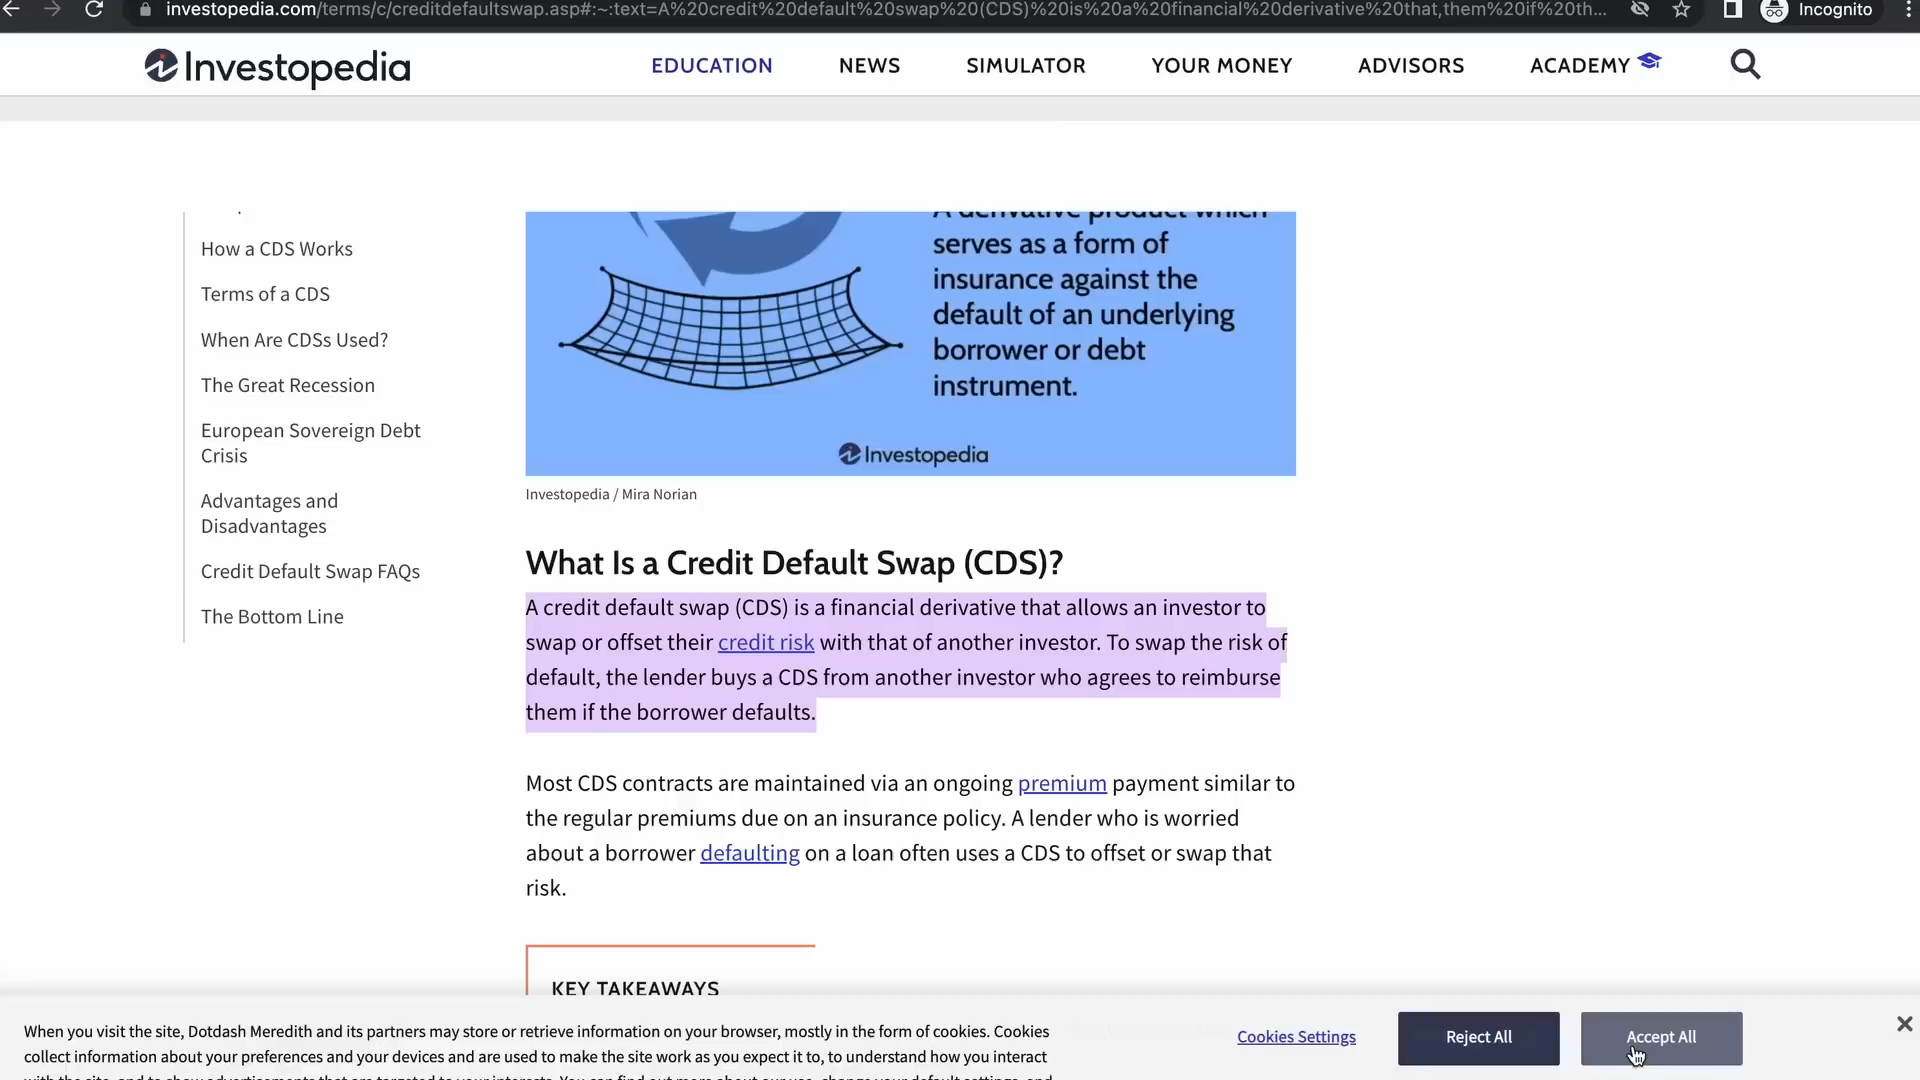 investopedia.com/terms/c/creditdefaultswap.asp#:~:text=A%20credit%20default%20swap%20(CDS)%20is%20a%20financial%20derivative%20that,them%20if%20th...
Incognito
Investopedia
EDUCATION
NEWS
SIMULATOR
YOUR MONEY
ADVISORS
ACADEMY
How a CDS Works
Terms of a CDS
When Are CDSs Used?
The Great Recession
European Sovereign Debt
Crisis
Advantages and
Disadvantages
Credit Default Swap FAQs
The Bottom Line
A derivative product which
serves as a form of
insurance against the
default of an underlying
borrower or debt
instrument.
Investopedia
Investopedia / Mira Norian
What Is a Credit Default Swap (CDS)?
A credit default swap (CDS) is a financial derivative that allows an investor to
swap or offset their credit risk with that of another investor. To swap the risk of
default, the lender buys a CDS from another investor who agrees to reimburse
them if the borrower defaults.
Most CDS contracts are maintained via an ongoing premium payment similar to
the regular premiums due on an insurance policy. A lender who is worried
about a borrower defaulting on a loan often uses a CDS to offset or swap that
risk.
KEY TAKEAWAYS
When you visit the site, Dotdash Meredith and its partners may store or retrieve information on your browser, mostly in the form of cookies. Cookies
collect information about your preferences and your devices and are used to make the site work as you expect it to, to understand how you interact
Cookies Settings
Reject All
Accept All